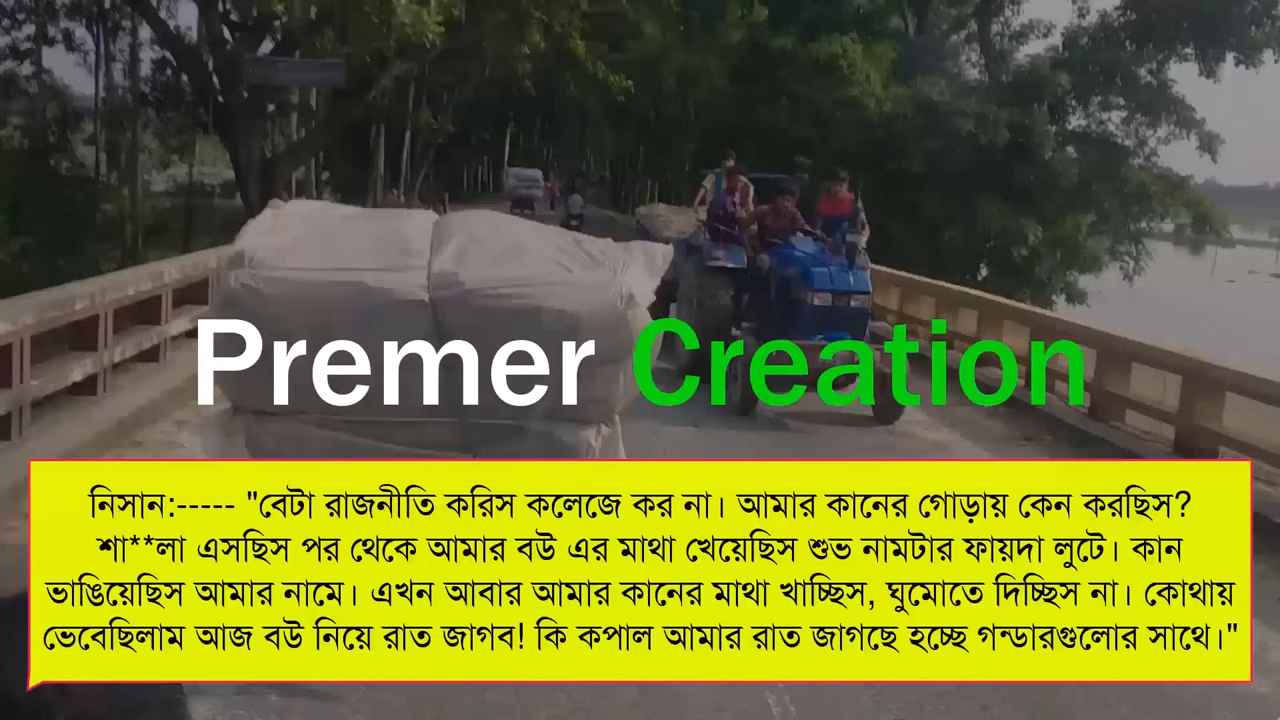 Premer Creation
নিসান:----- "বেটা রাজনীতি করিস কলেজে কর না। আমার কানের গোড়ায় কেন করছিস?
শা**লা এসছিস পর থেকে আমার বউ এর মাথা খেয়েছিস শুভ নামটার ফায়দা লুটে। কান
ভাঙিয়েছিস আমার নামে। এখন আবার আমার কানের মাথা খাচ্ছিস, ঘুমোতে দিচ্ছিস না। কোথায়
ভেবেছিলাম আজ বউ নিয়ে রাত জাগব! কি কপাল আমার রাত জাগছে হচ্ছে গন্ডারগুলোর সাথে।"